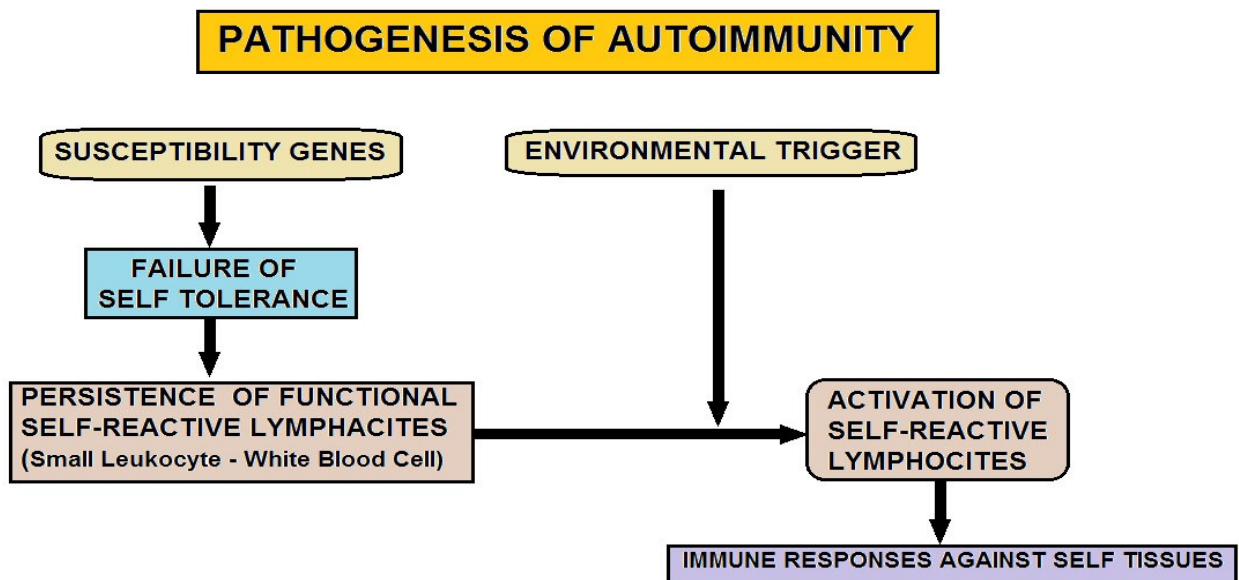 PATHOGENESIS OF AUTOIMMUNITY
SUSCEPTIBILITY GENES
ENVIRONMENTAL TRIGGER
FAILURE OF
SELF TOLERANCE
PERSISTENCE OF FUNCTIONAL
SELF-REACTIVE LYMPHACITES
(Small Leukocyte - White Blood Cell)
ACTIVATION OF
SELF-REACTIVE
LYMPHOCITES
IMMUNE RESPONSES AGAINST SELF TISSUES